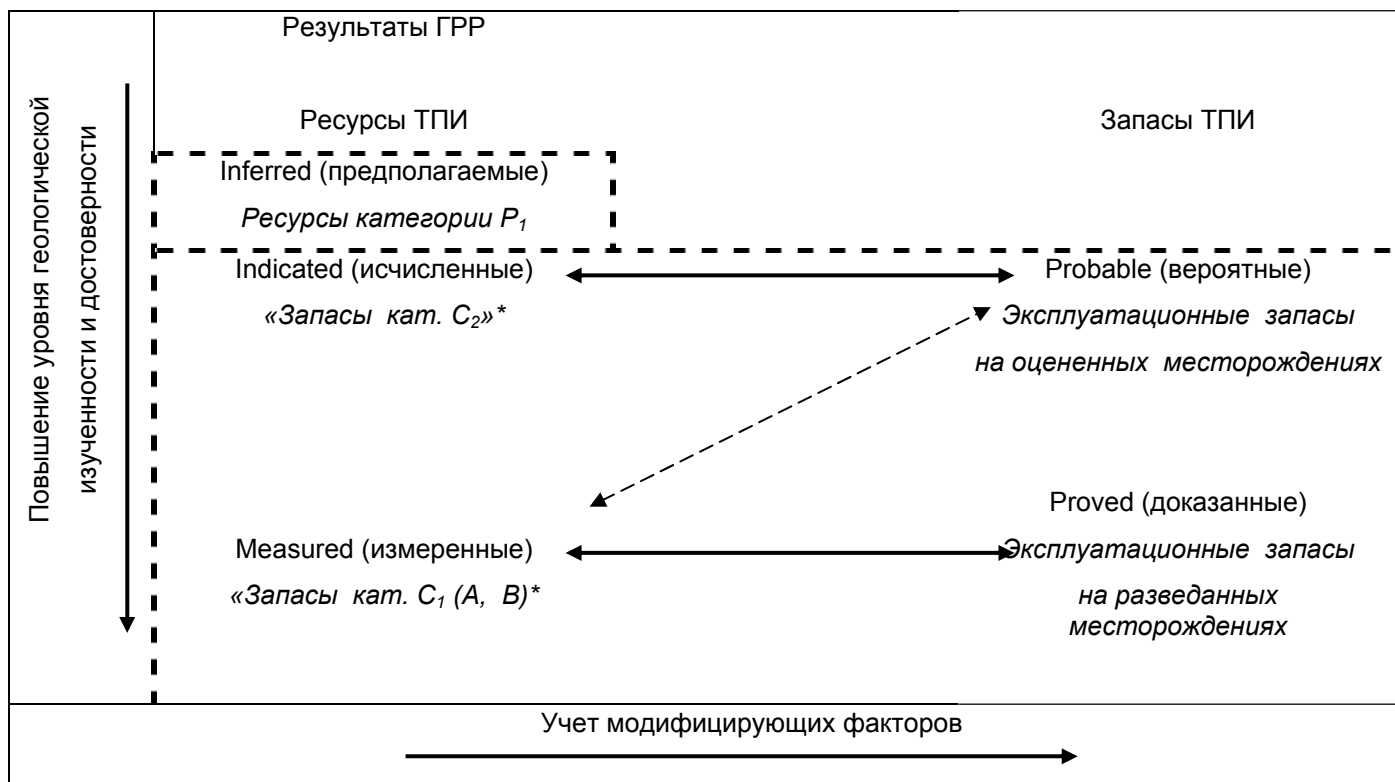 Результаты ГРР
Повышение уровня геологической
изученности и достоверности
Ресурсы ТПИ
Запасы ТПИ
Inferred (предполагаемые)
Ресурсы категории P₁
Indicated (исчисленные)
«Запасы кат. C₂»*
Probable (вероятные)
Эксплуатационные запасы
на оцененных месторождениях
Measured (измеренные)
«Запасы кат. C₁ (A, B)*
Proved (доказанные)
Эксплуатационные запасы
на разведанных
месторождениях
Учет модифицирующих факторов